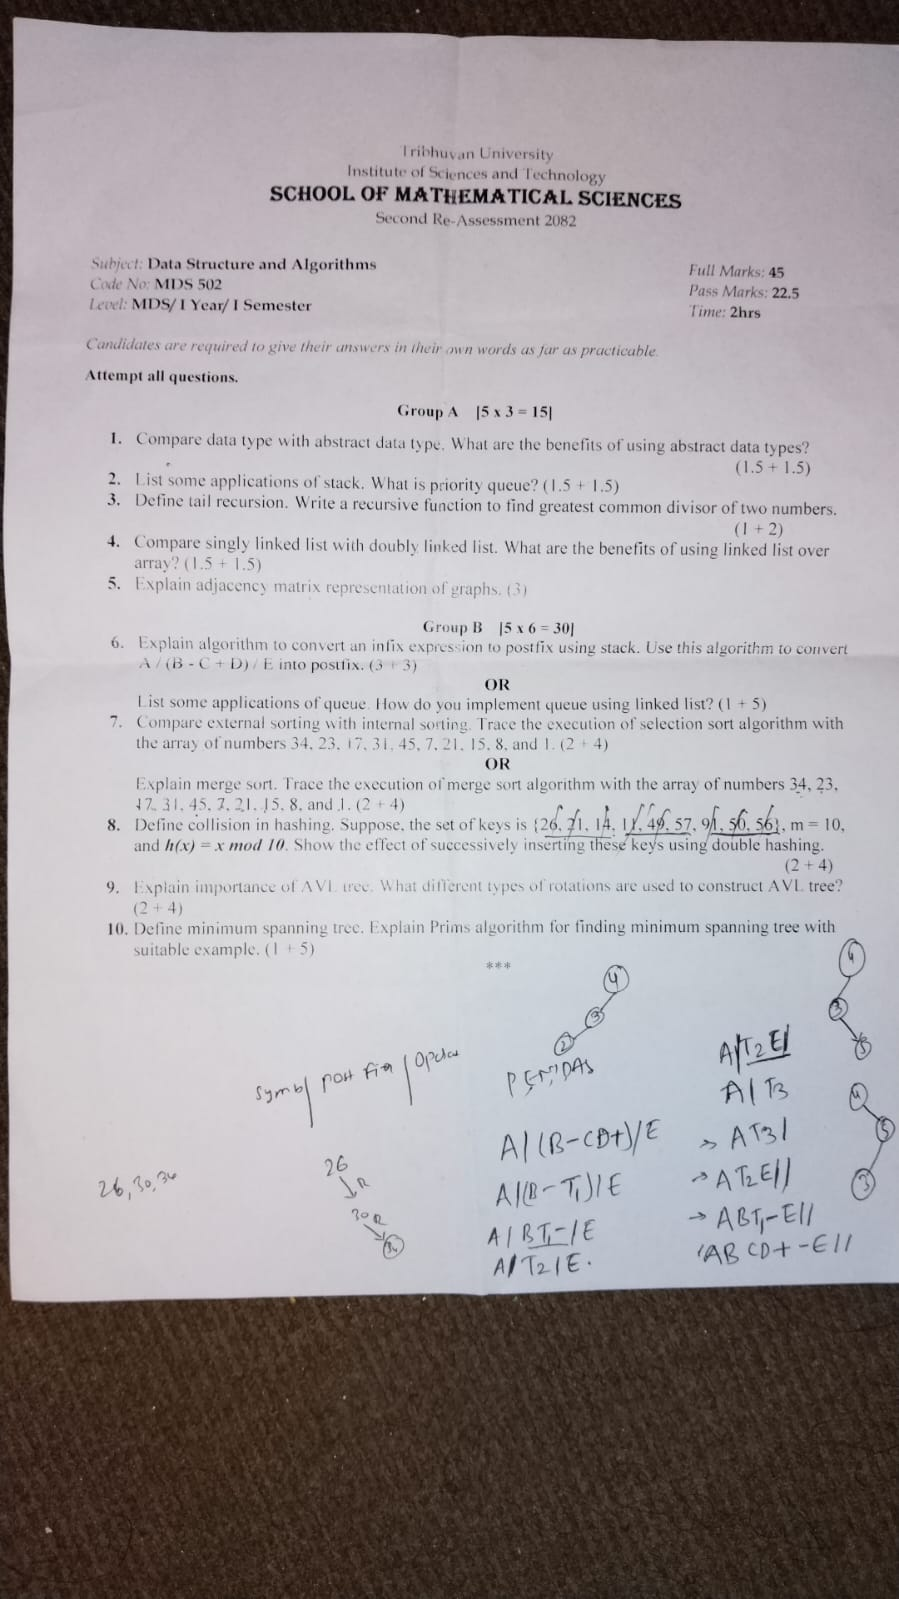 Tribhuvan University
Institute of Sciences and Technology
SCHOOL OF MATHEMATICAL SCIENCES
Second Re-Assessment 2082
Subject: Data Structure and Algorithms
Full Marks: 45
Code No: MDS 502
Pass Marks: 22.5
Level: MDS/ I Year/ I Semester
Time: 2hrs
Candidates are required to give their answers in their own words as far as practicable.
Attempt all questions.
Group A [5 x 3 = 15]
1. Compare data type with abstract data type. What are the benefits of using abstract data types?
(1.5 + 1.5)
2. List some applications of stack. What is priority queue? (1.5 + 1.5)
3. Define tail recursion. Write a recursive function to find greatest common divisor of two numbers.
(1 + 2)
4. Compare singly linked list with doubly linked list. What are the benefits of using linked list over
array? (1.5 + 1.5)
5. Explain adjacency matrix representation of graphs. (3)
Group B [5 x 6 = 30]
6. Explain algorithm to convert an infix expression to postfix using stack. Use this algorithm to convert
A / (B - C + D) / E into postfix. (3 + 3)
OR
List some applications of queue. How do you implement queue using linked list? (1 + 5)
7. Compare external sorting with internal sorting. Trace the execution of selection sort algorithm with
the array of numbers 34, 23, 17, 31, 45, 7, 21, 15, 8, and 1. (2 + 4)
OR
Explain merge sort. Trace the execution of merge sort algorithm with the array of numbers 34, 23,
17, 31, 45, 7, 21, 15, 8, and 1. (2 + 4)
8. Define collision in hashing. Suppose, the set of keys is {26, 71, 14, 11, 49, 57, 91, 50, 56}, m = 10,
and h(x) = x mod 10. Show the effect of successively inserting these keys using double hashing.
(2 + 4)
9. Explain importance of AVL tree. What different types of rotations are used to construct AVL tree?
(2 + 4)
10. Define minimum spanning tree. Explain Prims algorithm for finding minimum spanning tree with
suitable example. (1 + 5)
***
4
3
2
4
3
symbl post fix
PEMDAS
A/T2E/
A/T3
4
5
3
A/(B-CD+)/E
AT3/
26, 30,
26
R
A/(B-T1)/E
→ AT2E//
30 R
A/BT1-/E
→ ABT1-E//
A/T2/E.
ABCD+-E//